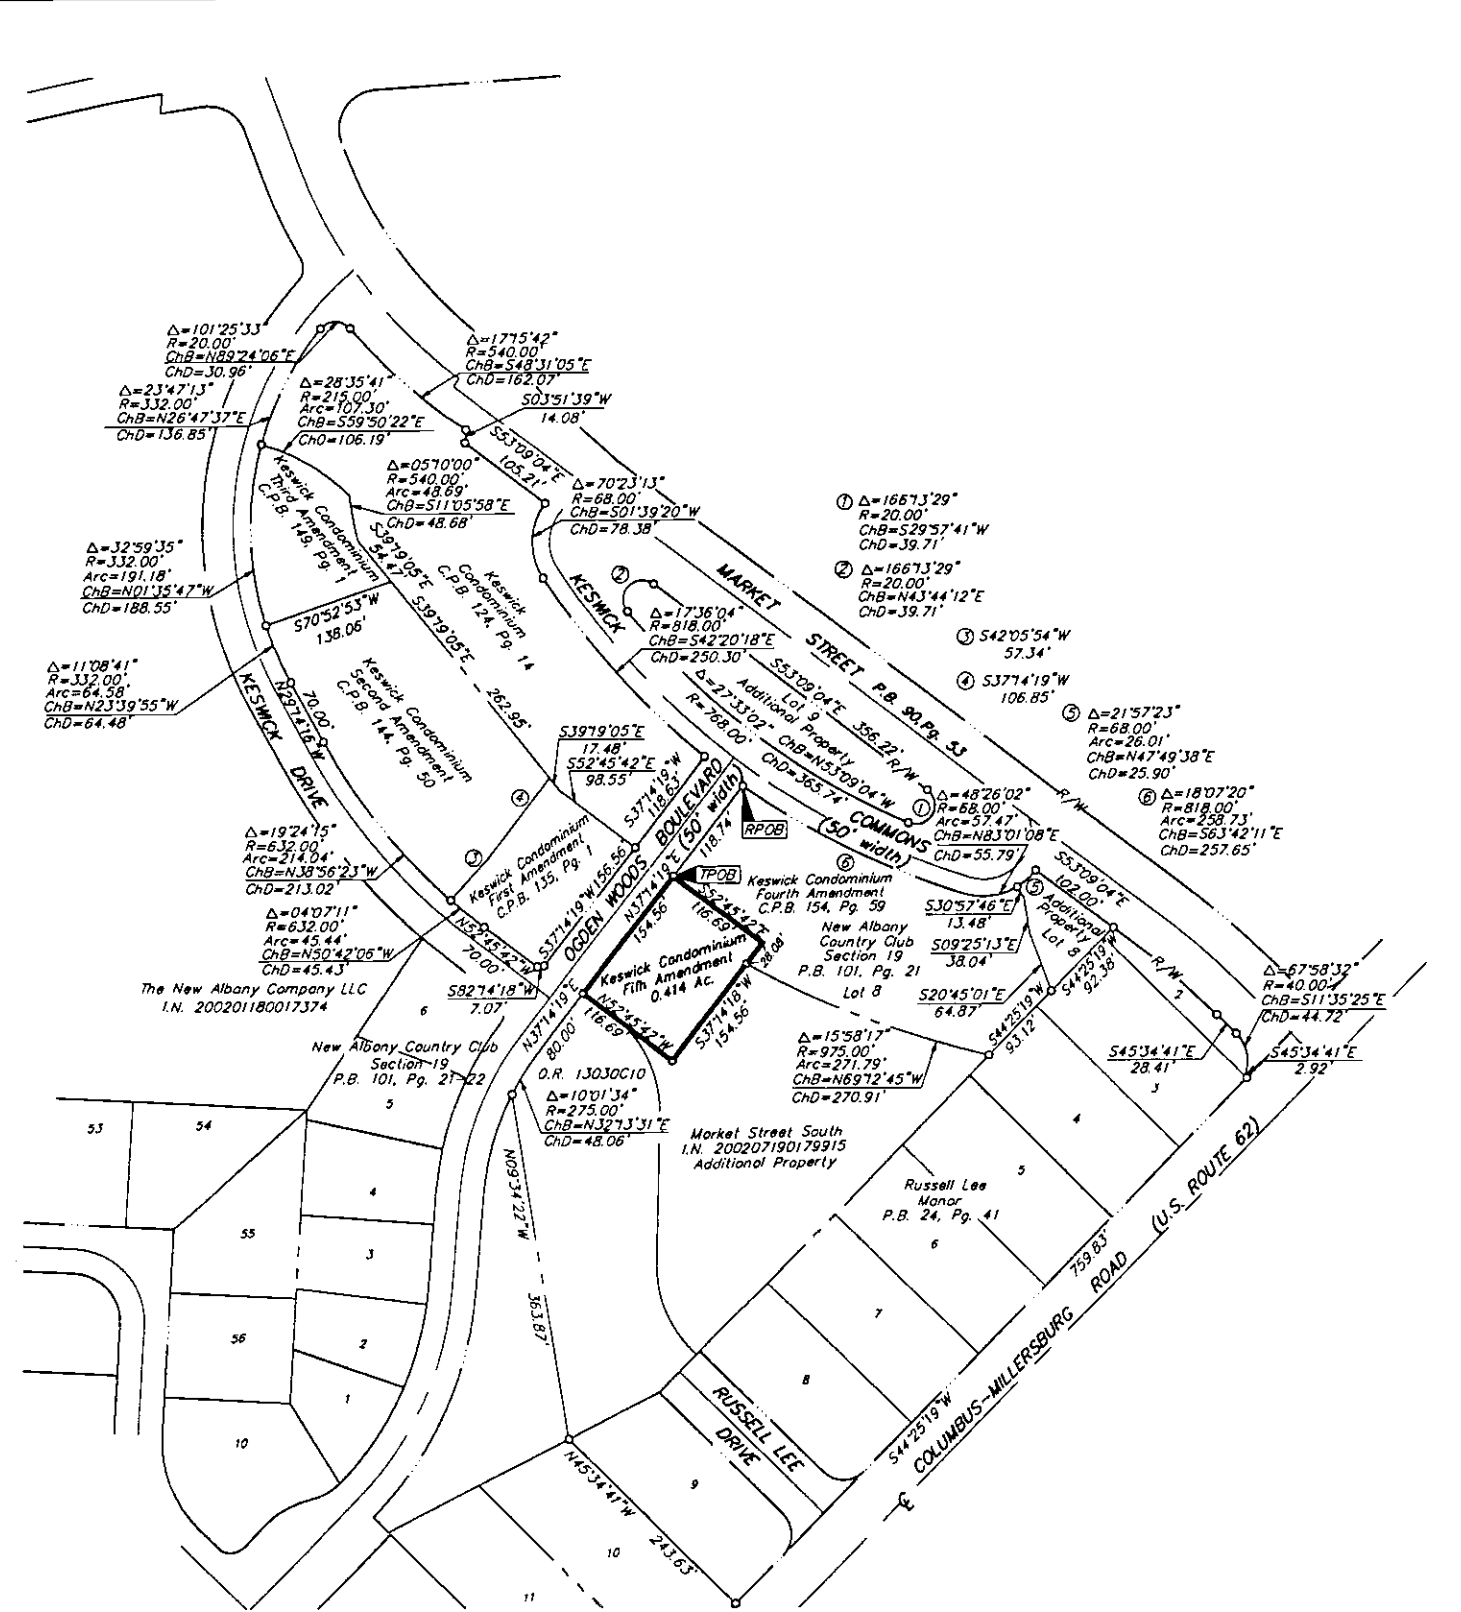 Δ=101°25'33"
R=20.00'
ChB=N89°24'06"E
ChD=30.96'
Δ=17°15'42"
R=540.00'
ChB=S48°31'05"E
ChD=162.07'
Δ=23°47'13"
R=332.00'
ChB=N26°47'37"E
ChD=136.85'
Δ=28°35'41"
R=215.00'
Arc=107.30'
ChB=S59°50'22"E
ChD=106.19'
S03°51'39"W
14.08'
S53°09'04"E
105.21'
Δ=05°10'00"
R=540.00'
Arc=48.69'
ChB=S11°05'58"E
ChD=48.68'
Δ=70°23'13"
R=68.00'
ChB=S01°39'20"W
ChD=78.38'
Keswick Condominium
Third Amendment
C.P.B. 149, Pg. 1
S39°19'05"E
54.47'
Keswick
Condominium
C.P.B. 124, Pg. 14
① Δ=166°13'29"
R=20.00'
ChB=S29°57'41"W
ChD=39.71'
② Δ=166°13'29"
R=20.00'
ChB=N43°44'12"E
ChD=39.71'
③ S42°05'54"W
57.34'
④ S37°14'19"W
106.85'
⑤ Δ=21°57'23"
R=68.00'
Arc=26.01'
ChB=N47°49'38"E
ChD=25.90'
⑥ Δ=18°07'20"
R=818.00'
Arc=258.73'
ChB=S63°42'11"E
ChD=257.65'
Δ=32°59'35"
R=332.00'
Arc=191.18'
ChB=N01°35'47"W
ChD=188.55'
S70°52'53"W
138.06'
S39°19'05"E
262.95'
KESWICK
②
MARKET STREET P.B. 90, Pg. 53
Δ=17°36'04"
R=818.00'
ChB=S42°20'18"E
ChD=250.30'
S53°09'04"E 356.22'
R/W
Lot 9
Additional Property
Δ=27°33'02" ChB=N53°09'04"W
R=768.00' ChD=365.74'
Δ=11°08'41"
R=332.00'
Arc=64.58'
ChB=N23°39'55"W
ChD=64.48'
KESWICK DRIVE
N29°14'16"W
70.00'
Keswick Condominium
Second Amendment
C.P.B. 144, Pg. 50
S39°19'05"E
17.48'
S52°45'42"E
98.55'
S37°14'19"W
118.63'
④
③
Δ=19°24'15"
R=632.00'
Arc=214.04'
ChB=N38°56'23"W
ChD=213.02'
Δ=04°07'11"
R=632.00'
Arc=45.44'
ChB=N50°42'06"W
ChD=45.43'
Keswick Condominium
First Amendment
C.P.B. 135, Pg. 1
N52°45'42"W
70.00'
S37°14'19"W 156.56'
OGDEN WOODS BOULEVARD
(50' width)
118.74'
RPOB
TPOB
COMMONS
(50' width)
①
Δ=48°26'02"
R=68.00'
Arc=57.47'
ChB=N83°01'08"E
ChD=55.79'
R/W
⑥
Keswick Condominium
Fourth Amendment
C.P.B. 154, Pg. 59
New Albany
Country Club
Section 19
P.B. 101, Pg. 21
Lot 8
⑤
S53°09'04"E
102.00'
Additional
Property
Lot 8
S30°57'46"E
13.48'
S09°25'13"E
38.04'
S20°45'01"E
64.87'
S44°25'19"W
92.38'
S44°25'19"W
93.12'
R/W
Δ=67°58'32"
R=40.00'
ChB=S11°35'25"E
ChD=44.72'
S45°34'41"E
28.41'
S45°34'41"E
2.92'
N37°14'19"E
154.56'
S52°45'42"E
116.69'
28.08'
Keswick Condominium
Fifth Amendment
0.414 Ac.
N52°45'42"W
116.69'
S37°14'18"W
154.56'
S82°14'18"W
7.07'
N37°14'19"E
80.00'
The New Albany Company LLC
I.N. 200201180017374
New Albany Country Club
Section 19
P.B. 101, Pg. 21-22
O.R. 13030C10
Δ=10°01'34"
R=275.00'
ChB=N32°13'31"E
ChD=48.06'
Δ=15°58'17"
R=975.00'
Arc=271.79'
ChB=N69°12'45"W
ChD=270.91'
Market Street South
I.N. 200207190179915
Additional Property
N09°34'22"W
363.87'
Russell Lee
Manor
P.B. 24, Pg. 41
6
5
4
3
2
1
53
54
55
56
10
2
3
4
5
6
7
8
9
10
11
RUSSELL LEE
DRIVE
N45°34'41"W
243.63'
S44°25'19"W
759.83'
℄ COLUMBUS-MILLERSBURG ROAD (U.S. ROUTE 62)